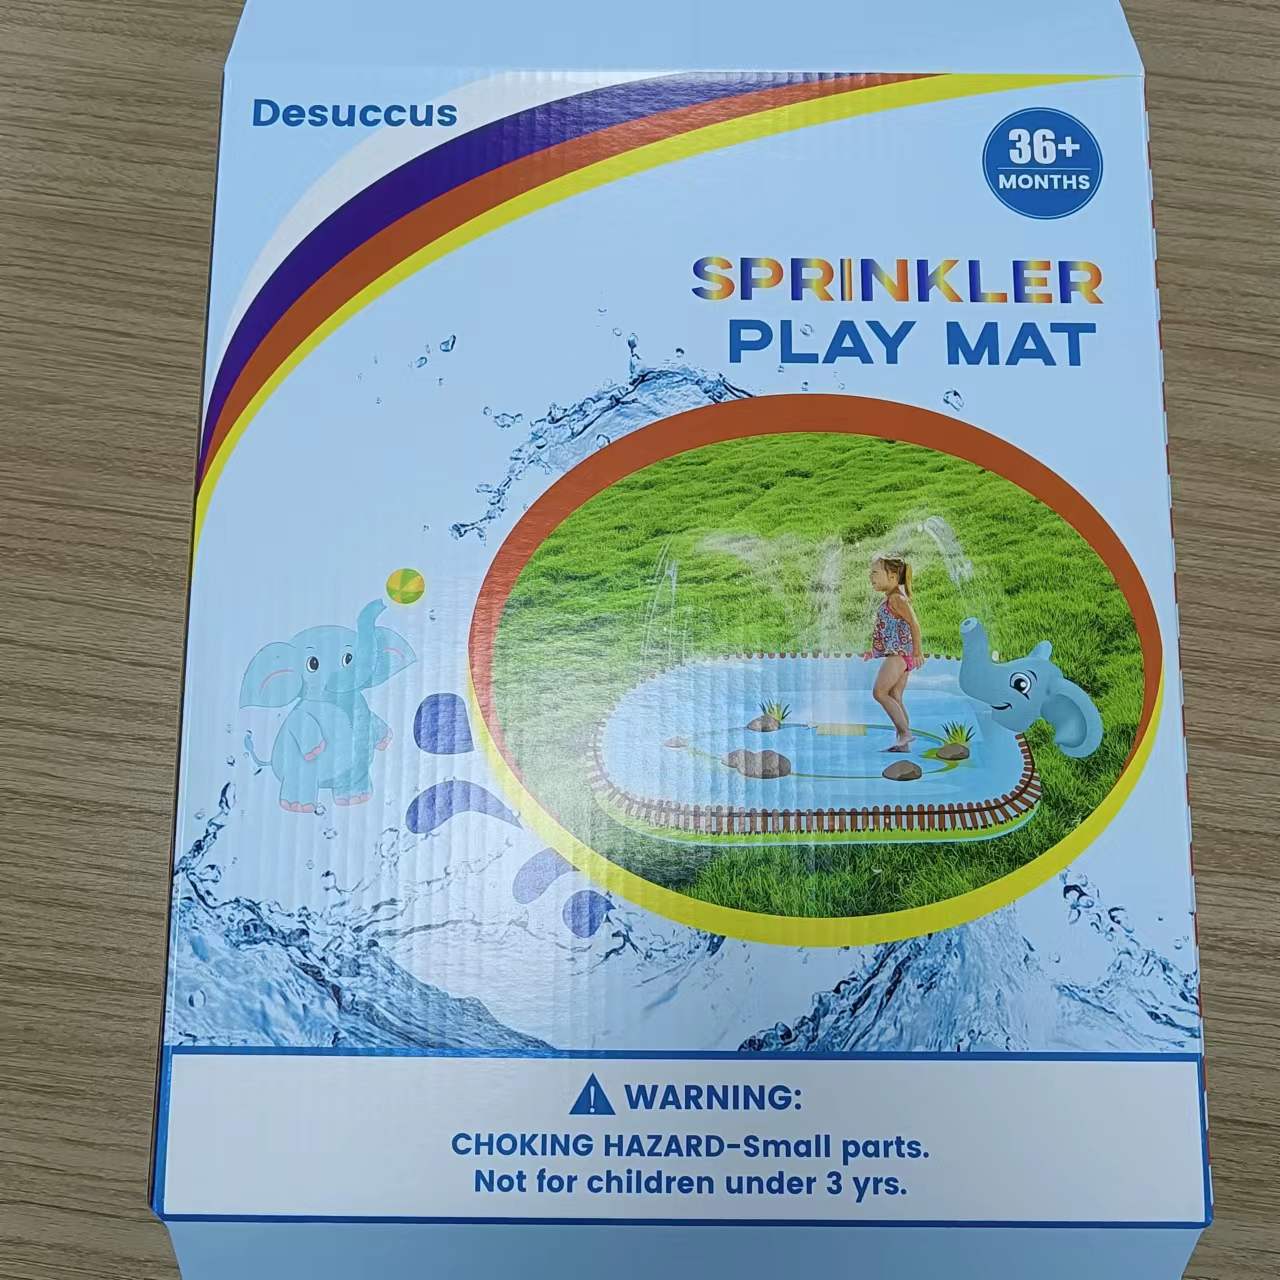 Desuccus
36+
MONTHS
SPRINKLER
PLAY MAT
WARNING:
CHOKING HAZARD-Small parts.
Not for children under 3 yrs.